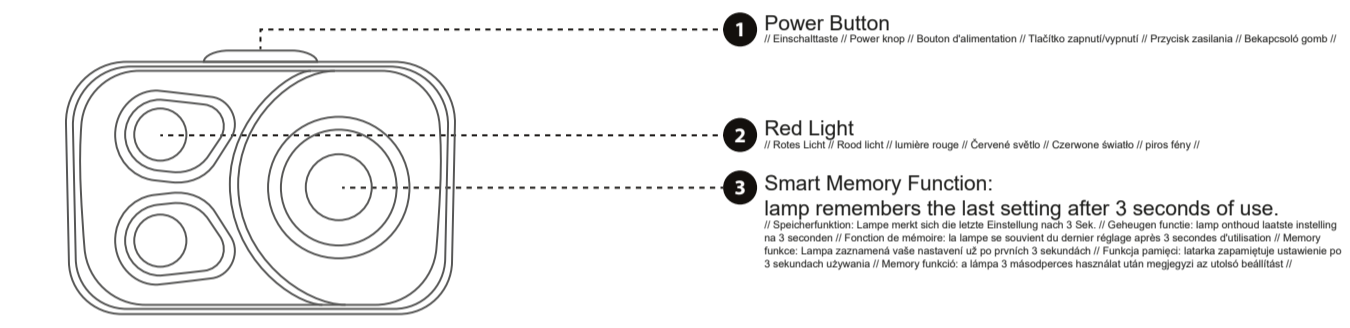 1 Power Button
// Einschalttaste // Power knop // Bouton d'alimentation // Tlačítko zapnutí/vypnutí // Przycisk zasilania // Bekapcsoló gomb //
2 Red Light
// Rotes Licht // Rood licht // lumière rouge // Červené světlo // Czerwone światło // piros fény //
3 Smart Memory Function:
lamp remembers the last setting after 3 seconds of use.
// Speicherfunktion: Lampe merkt sich die letzte Einstellung nach 3 Sek. // Geheugen functie: lamp onthoud laatste instelling
na 3 seconden // Fonction de mémoire: la lampe se souvient du dernier réglage après 3 secondes d'utilisation // Memory
funkce: Lampa zaznamená vaše nastavení už po prvních 3 sekundách // Funkcja pamięci: latarka zapamiętuje ustawienie po
3 sekundach używania // Memory funkció: a lámpa 3 másodperces használat után megjegyzi az utolsó beállítást //